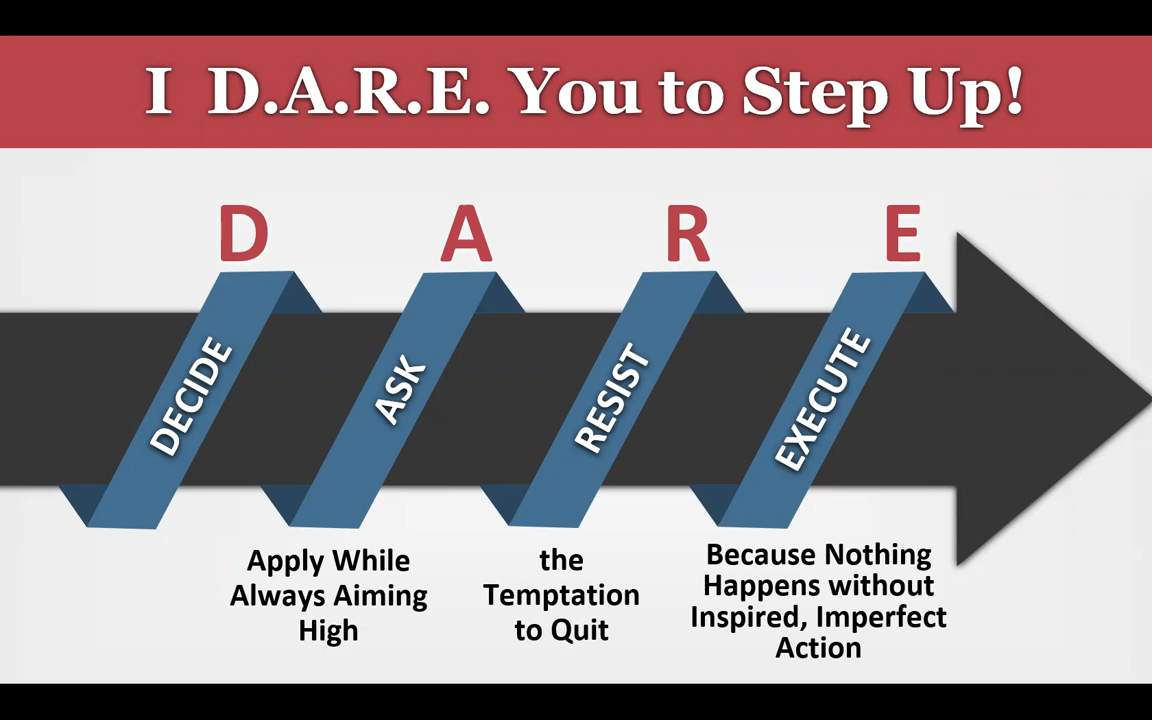 I D.A.R.E. You to Step Up!
D A R E
DECIDE
ASK
RESIST
EXECUTE
Apply While
Always Aiming
High
the
Temptation
to Quit
Because Nothing
Happens without
Inspired, Imperfect
Action